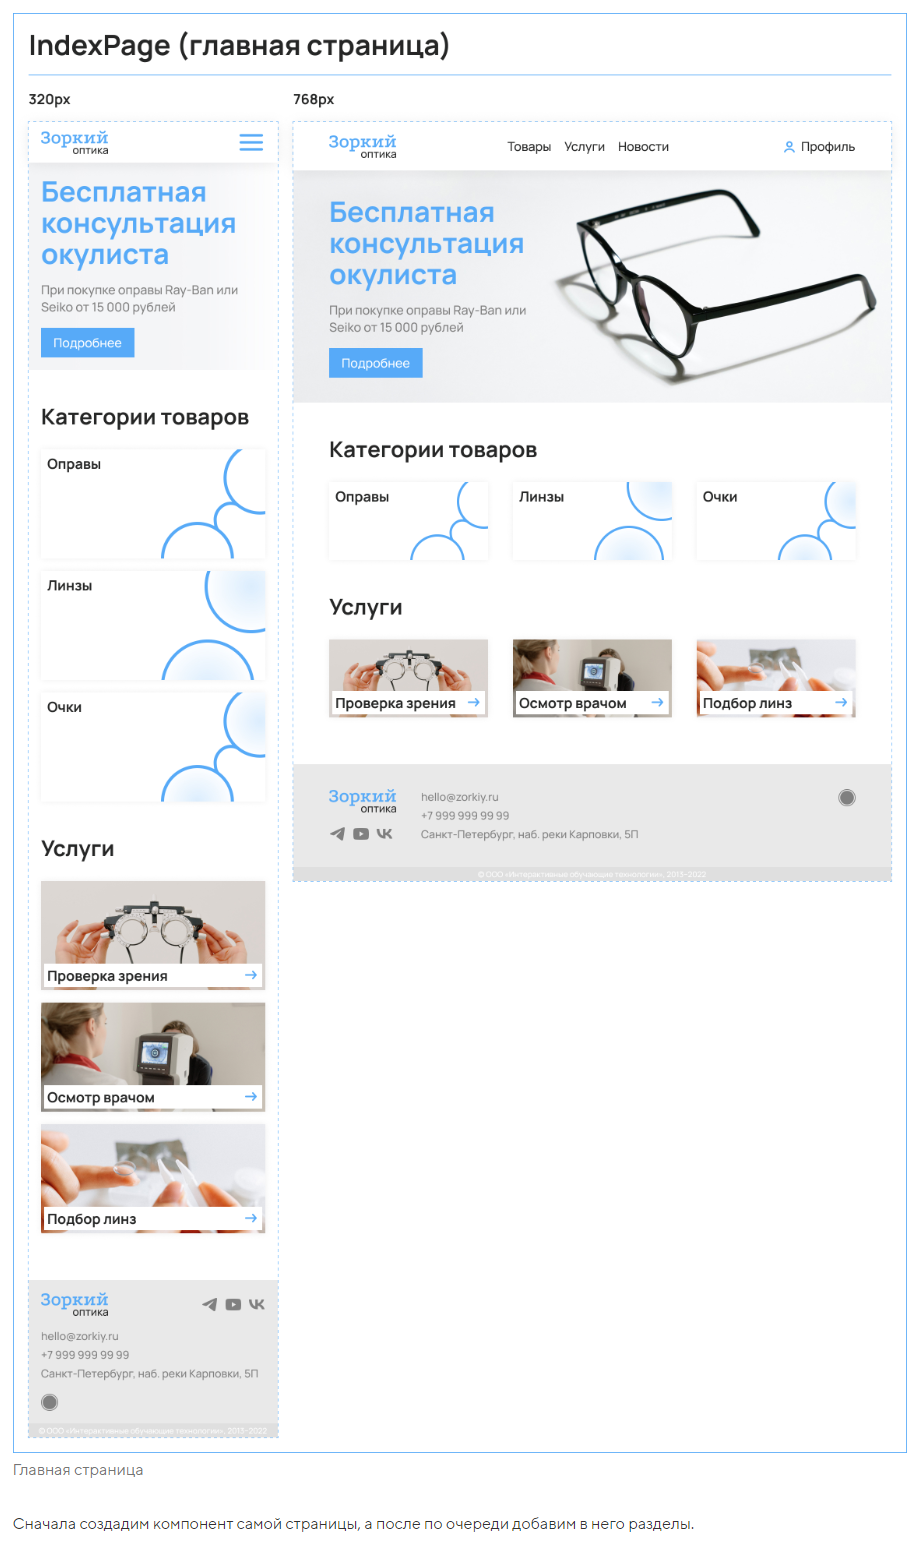 IndexPage (главная страница)
320px
Зоркий
оптика
Бесплатная
консультация
окулиста
При покупке оправы Ray-Ban или
Seiko от 15 000 рублей
Подробнее
Категории товаров
Оправы
Линзы
Очки
Услуги
Проверка зрения
Осмотр врачом
Подбор линз
Зоркий
оптика
hello@zorkiy.ru
+7 999 999 99 99
Санкт-Петербург, наб. реки Карповки, 5П
© ООО «Интерактивные обучающие технологии», 2013–2022
768px
Зоркий
оптика
Товары Услуги Новости
Профиль
Бесплатная
консультация
окулиста
При покупке оправы Ray-Ban или
Seiko от 15 000 рублей
Подробнее
Категории товаров
Оправы
Линзы
Очки
Услуги
Проверка зрения
Осмотр врачом
Подбор линз
Зоркий
оптика
hello@zorkiy.ru
+7 999 999 99 99
Санкт-Петербург, наб. реки Карповки, 5П
© ООО «Интерактивные обучающие технологии», 2013–2022
Главная страница
Сначала создадим компонент самой страницы, а после по очереди добавим в него разделы.